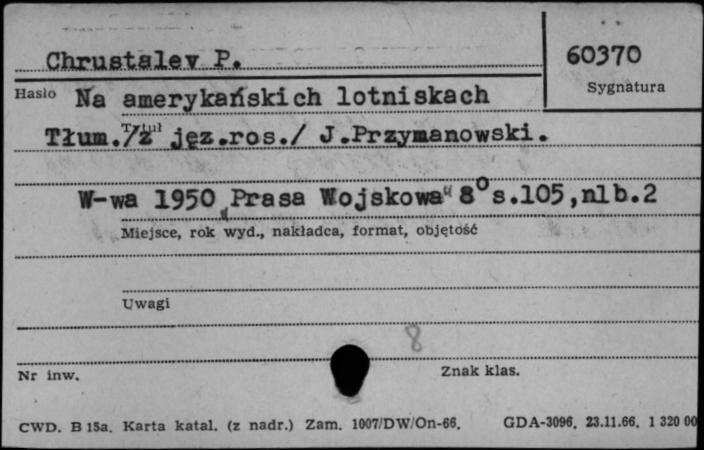 Chrustalev P.
60370
Hasło
Sygnatura
Na amerykańskich lotniskach
Tytuł
Tłum./z jęz.ros./ J.Przymanowski.
W-wa 1950 „Prasa Wojskowa" 8° s.105,nlb.2
Miejsce, rok wyd., nakładca, format, objętość
Uwagi
8
Nr inw.
Znak klas.
CWD. B 15a. Karta katal. (z nadr.) Zam. 1007/DW/On-66. GDA-3096. 23.11.66. 1 320 00